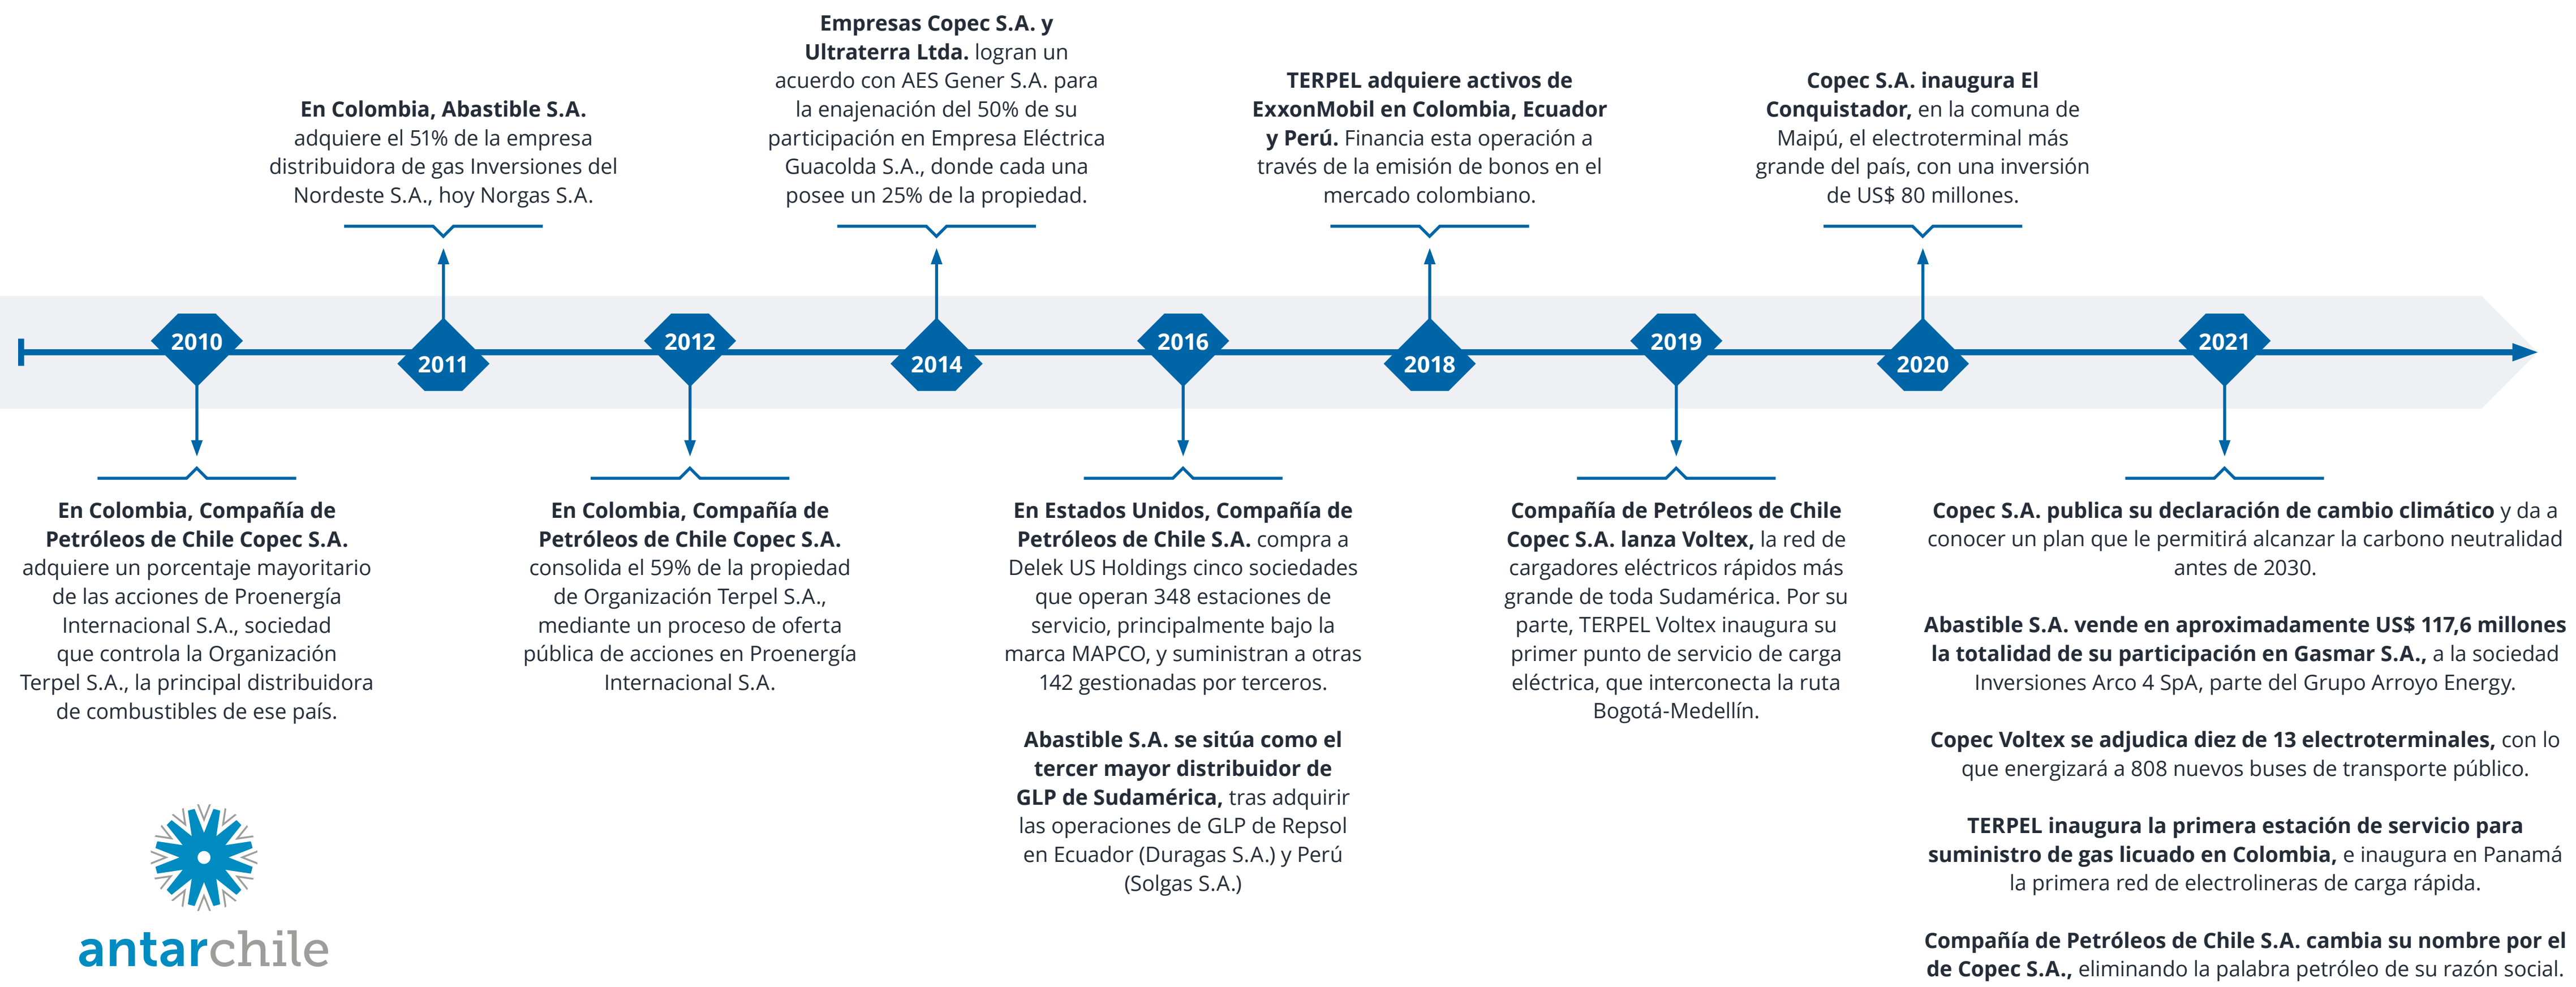 Empresas Copec S.A. y
Ultraterra Ltda. logran un
acuerdo con AES Gener S.A. para
la enajenación del 50% de su
participación en Empresa Eléctrica
Guacolda S.A., donde cada una
posee un 25% de la propiedad.
En Colombia, Abastible S.A.
adquiere el 51% de la empresa
distribuidora de gas Inversiones del
Nordeste S.A., hoy Norgas S.A.
TERPEL adquiere activos de
ExxonMobil en Colombia, Ecuador
y Perú. Financia esta operación a
través de la emisión de bonos en el
mercado colombiano.
Copec S.A. inaugura El
Conquistador, en la comuna de
Maipú, el electroterminal más
grande del país, con una inversión
de US$ 80 millones.
2010
2011
2012
2014
2016
2018
2019
2020
2021
En Colombia, Compañía de
Petróleos de Chile Copec S.A.
adquiere un porcentaje mayoritario
de las acciones de Proenergía
Internacional S.A., sociedad
que controla la Organización
Terpel S.A., la principal distribuidora
de combustibles de ese país.
En Colombia, Compañía de
Petróleos de Chile Copec S.A.
consolida el 59% de la propiedad
de Organización Terpel S.A.,
mediante un proceso de oferta
pública de acciones en Proenergía
Internacional S.A.
En Estados Unidos, Compañía de
Petróleos de Chile S.A. compra a
Delek US Holdings cinco sociedades
que operan 348 estaciones de
servicio, principalmente bajo la
marca MAPCO, y suministran a otras
142 gestionadas por terceros.
Abastible S.A. se sitúa como el
tercer mayor distribuidor de
GLP de Sudamérica, tras adquirir
las operaciones de GLP de Repsol
en Ecuador (Duragas S.A.) y Perú
(Solgas S.A.)
Compañía de Petróleos de Chile
Copec S.A. lanza Voltex, la red de
cargadores eléctricos rápidos más
grande de toda Sudamérica. Por su
parte, TERPEL Voltex inaugura su
primer punto de servicio de carga
eléctrica, que interconecta la ruta
Bogotá-Medellín.
Copec S.A. publica su declaración de cambio climático y da a
conocer un plan que le permitirá alcanzar la carbono neutralidad
antes de 2030.
Abastible S.A. vende en aproximadamente US$ 117,6 millones
la totalidad de su participación en Gasmar S.A., a la sociedad
Inversiones Arco 4 SpA, parte del Grupo Arroyo Energy.
Copec Voltex se adjudica diez de 13 electroterminales, con lo
que energizará a 808 nuevos buses de transporte público.
TERPEL inaugura la primera estación de servicio para
suministro de gas licuado en Colombia, e inaugura en Panamá
la primera red de electrolineras de carga rápida.
Compañía de Petróleos de Chile S.A. cambia su nombre por el
de Copec S.A., eliminando la palabra petróleo de su razón social.
antarchile